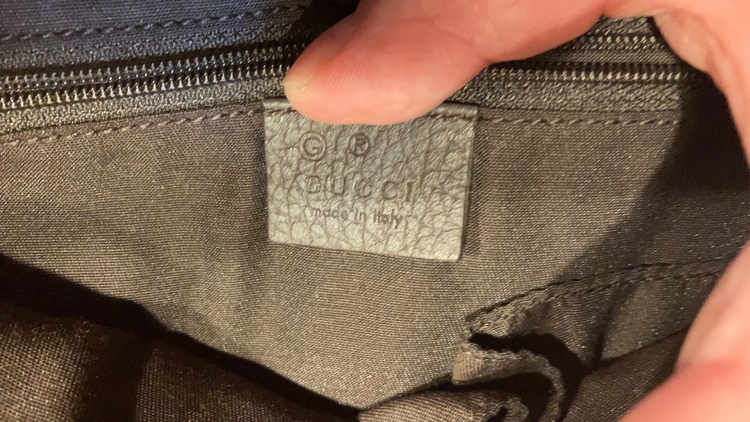 Ⓖ ®
GUCCI
made in italy